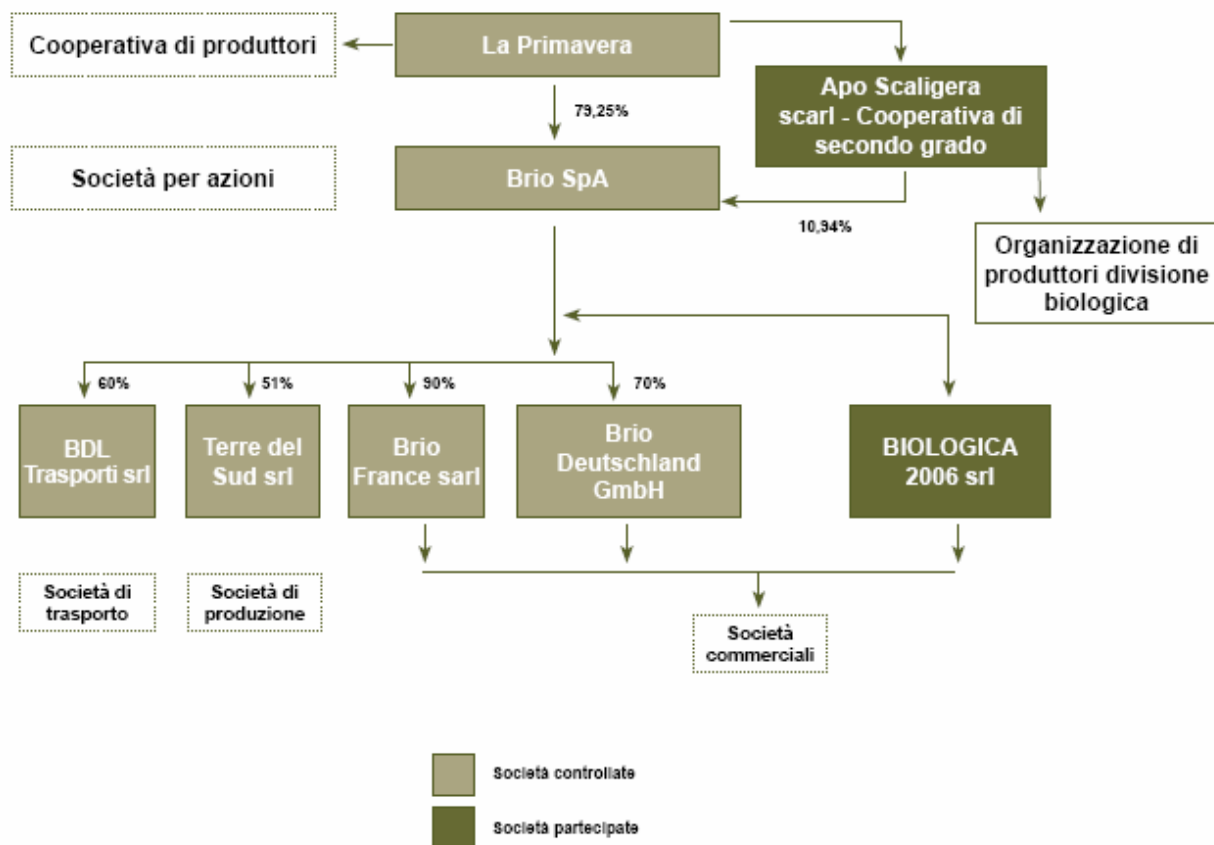 Cooperativa di produttori
La Primavera
Apo Scaligera
scarl - Cooperativa di
secondo grado
79,25%
Società per azioni
Brio SpA
10,94%
Organizzazione di
produttori divisione
biologica
60%
51%
90%
70%
BDL
Trasporti srl
Terre del
Sud srl
Brio
France sarl
Brio
Deutschland
GmbH
BIOLOGICA
2006 srl
Società di
trasporto
Società di
produzione
Società
commerciali
Società controllate
Società partecipate